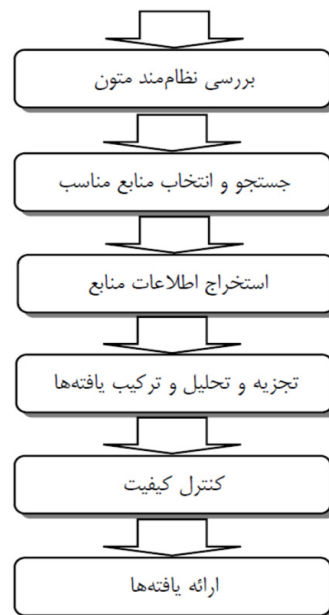 بررسی نظام‌مند متون
جستجو و انتخاب منابع مناسب
استخراج اطلاعات منابع
تجزیه و تحلیل و ترکیب یافته‌ها
کنترل کیفیت
ارائه یافته‌ها